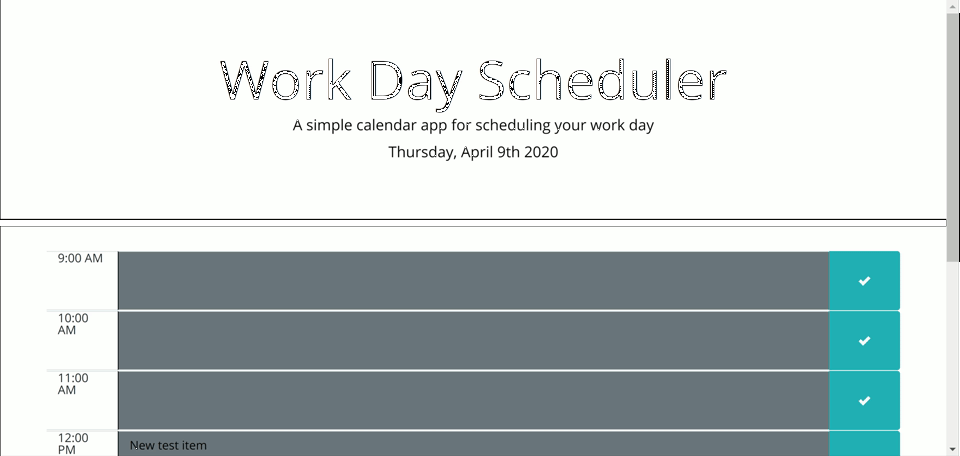 Work Day Scheduler
A simple calendar app for scheduling your work day
Thursday, April 9th 2020
9:00 AM
10:00
AM
11:00
AM
12:00
PM
New test item